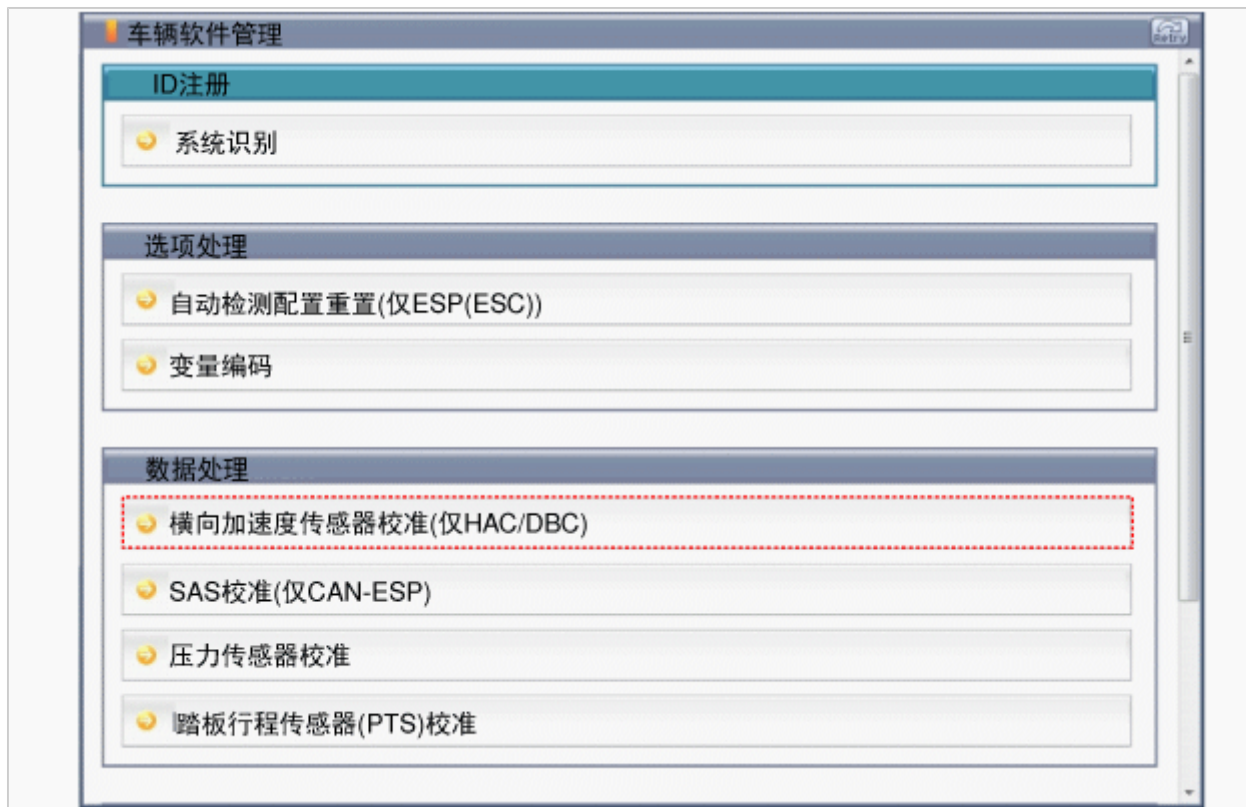 车辆软件管理
Retry
ID注册
系统识别
选项处理
自动检测配置重置(仅ESP(ESC))
变量编码
数据处理
横向加速度传感器校准(仅HAC/DBC)
SAS校准(仅CAN-ESP)
压力传感器校准
踏板行程传感器(PTS)校准